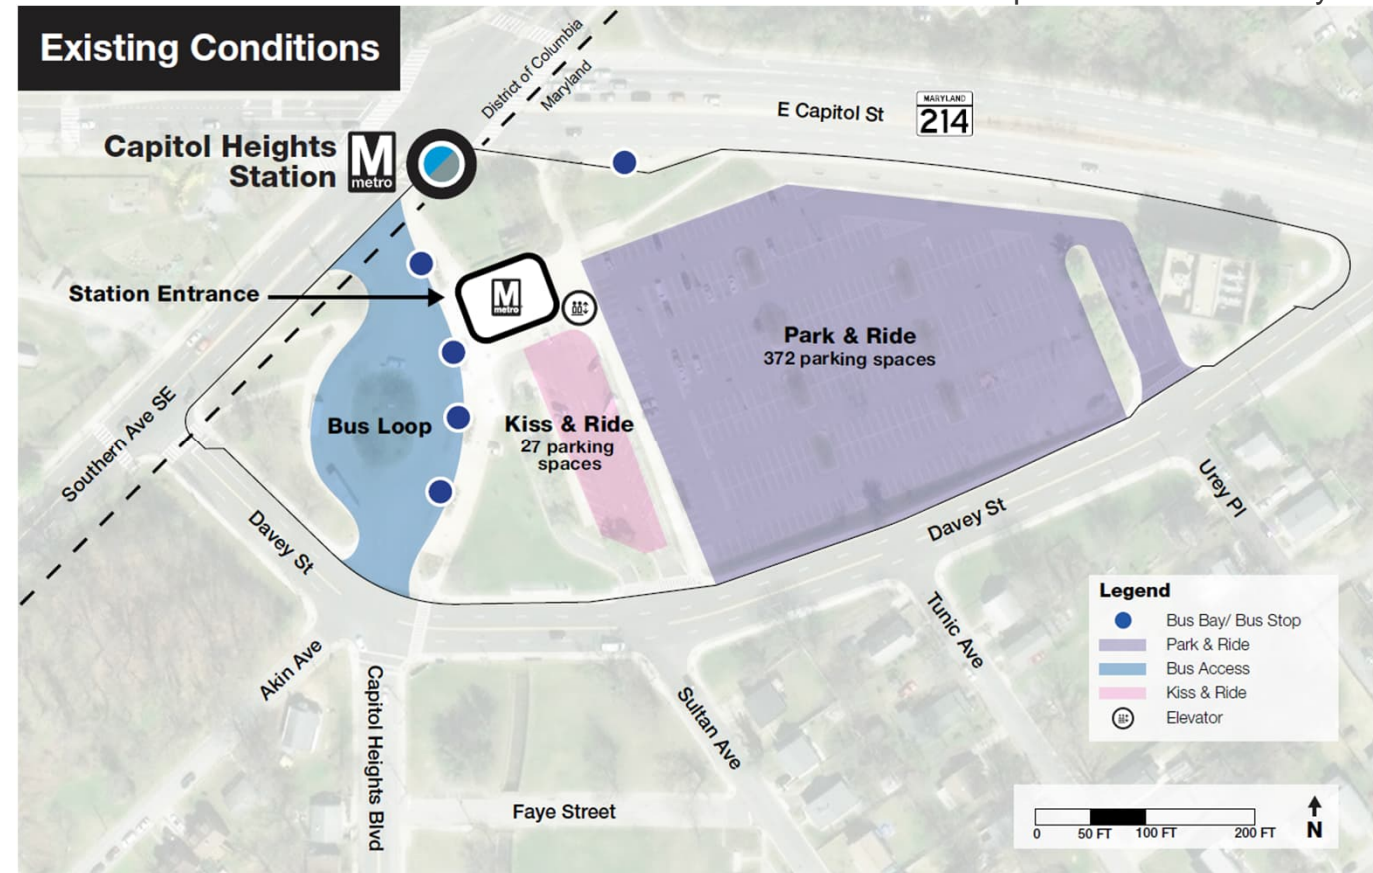 Existing Conditions
District of Columbia
Maryland
E Capitol St
MARYLAND
214
Capitol Heights
Station
M
metro
Station Entrance
M
metro
Park & Ride
372 parking spaces
Bus Loop
Kiss & Ride
27 parking
spaces
Southern Ave SE
Davey St
Davey St
Urey Pl
Tunic Ave
Akin Ave
Capitol Heights Blvd
Sultan Ave
Faye Street
Legend
Bus Bay/ Bus Stop
Park & Ride
Bus Access
Kiss & Ride
Elevator
0 50 FT 100 FT 200 FT
N